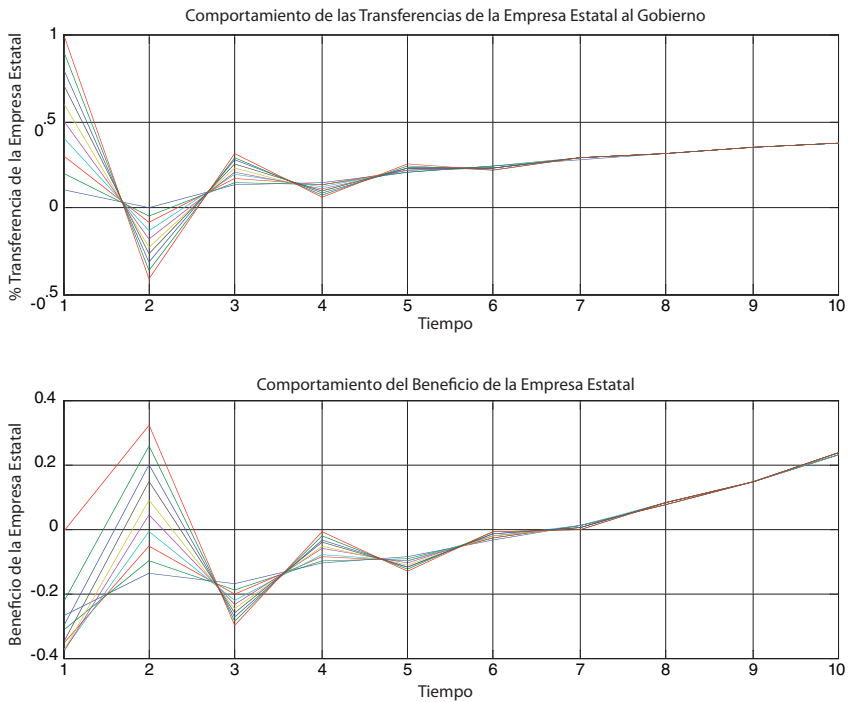 Comportamiento de las Transferencias de la Empresa Estatal al Gobierno
% Transferencia de la Empresa Estatal
1
0.5
0
-0.5
1 2 3 4 5 6 7 8 9 10
Tiempo
Comportamiento del Beneficio de la Empresa Estatal
Beneficio de la Empresa Estatal
0.4
0.2
0
-0.2
-0.4
1 2 3 4 5 6 7 8 9 10
Tiempo